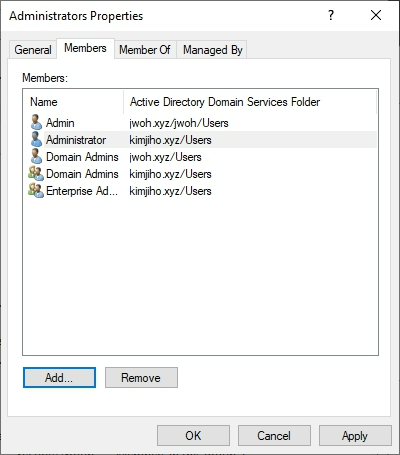 Administrators Properties
General Members Member Of Managed By
Members:
Name Active Directory Domain Services Folder
Admin jwoh.xyz/jwoh/Users
Administrator kimjiho.xyz/Users
Domain Admins jwoh.xyz/Users
Domain Admins kimjiho.xyz/Users
Enterprise Ad... kimjiho.xyz/Users
Add... Remove
OK Cancel Apply